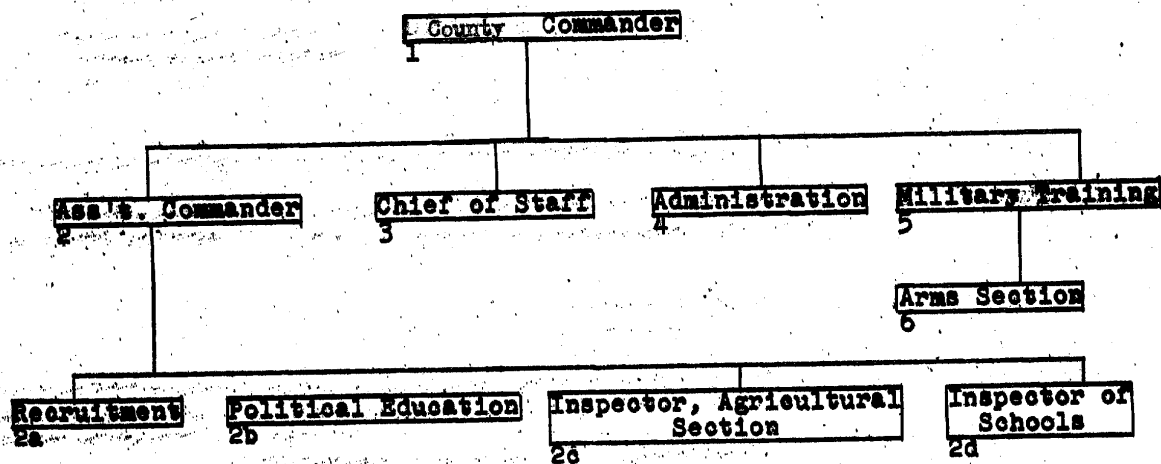 County Commander
1
Ass't. Commander
2
Chief of Staff
3
Administration
4
Military Training
5
Arms Section
6
Recruitment
2a
Political Education
2b
Inspector, Agricultural
Section
2c
Inspector of
Schools
2d